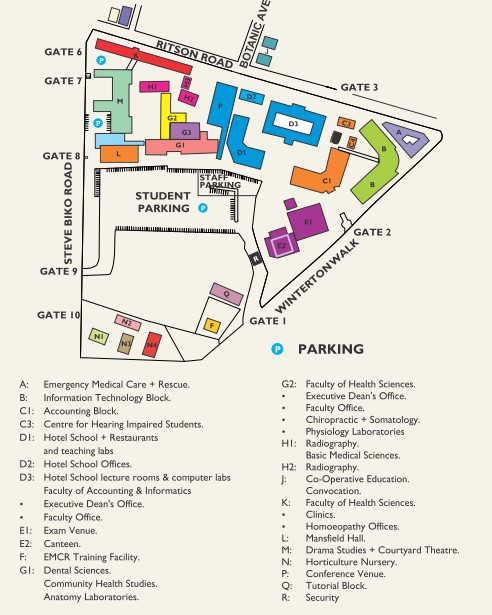 BOTANIC AVE
RITSON ROAD
GATE 6
K
GATE 7
GATE 3
H1
H2
M
P
D2
G2
G3
D3
C3
A
B
G1
D1
L
GATE 8
C1
B
STAFF
PARKING
STUDENT
PARKING
P
STEVE BIKO ROAD
E1
GATE 2
E2
R
WINTERTON WALK
GATE 9
Q
GATE 10
N2
F
GATE 1
N1
N3
N4
P PARKING
A: Emergency Medical Care + Rescue.
B: Information Technology Block.
C1: Accounting Block.
C3: Centre for Hearing Impaired Students.
D1: Hotel School + Restaurants
and teaching labs
D2: Hotel School Offices.
D3: Hotel School lecture rooms & computer labs
Faculty of Accounting & Informatics
• Executive Dean's Office.
• Faculty Office.
E1: Exam Venue.
E2: Canteen.
F: EMCR Training Facility.
G1: Dental Sciences.
Community Health Studies.
Anatomy Laboratories.
G2: Faculty of Health Sciences.
• Executive Dean's Office.
• Faculty Office.
• Chiropractic + Somatology.
• Physiology Laboratories
H1: Radiography.
Basic Medical Sciences.
H2: Radiography.
J: Co-Operative Education.
Convocation.
K: Faculty of Health Sciences.
• Clinics.
• Homoeopathy Offices.
L: Mansfield Hall.
M: Drama Studies + Courtyard Theatre.
N: Horticulture Nursery.
P: Conference Venue.
Q: Tutorial Block.
R: Security